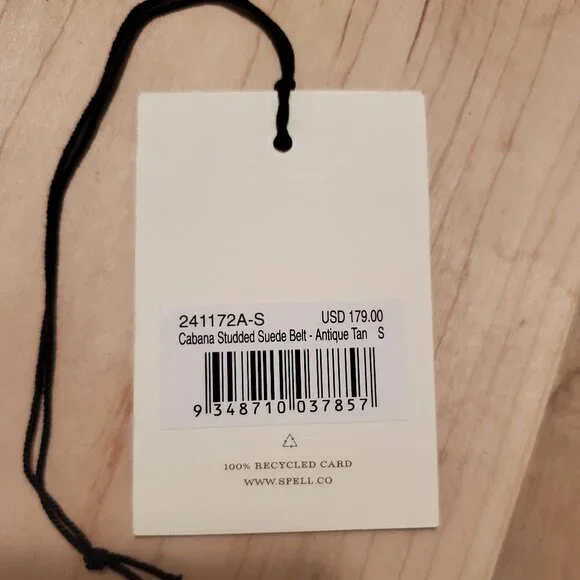 241172A-S USD 179.00
Cabana Studded Suede Belt - Antique Tan S
9 348710 037857
100% RECYCLED CARD
WWW.SPELL.CO